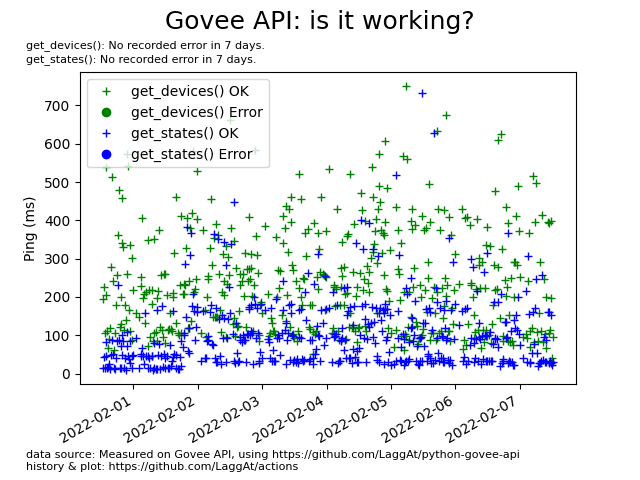 Govee API: is it working?
get_devices(): No recorded error in 7 days.
get_states(): No recorded error in 7 days.
get_devices() OK
get_devices() Error
get_states() OK
get_states() Error
Ping (ms)
700
600
500
400
300
200
100
0
2022-02-01
2022-02-02
2022-02-03
2022-02-04
2022-02-05
2022-02-06
2022-02-07
data source: Measured on Govee API, using https://github.com/LaggAt/python-govee-api
history & plot: https://github.com/LaggAt/actions